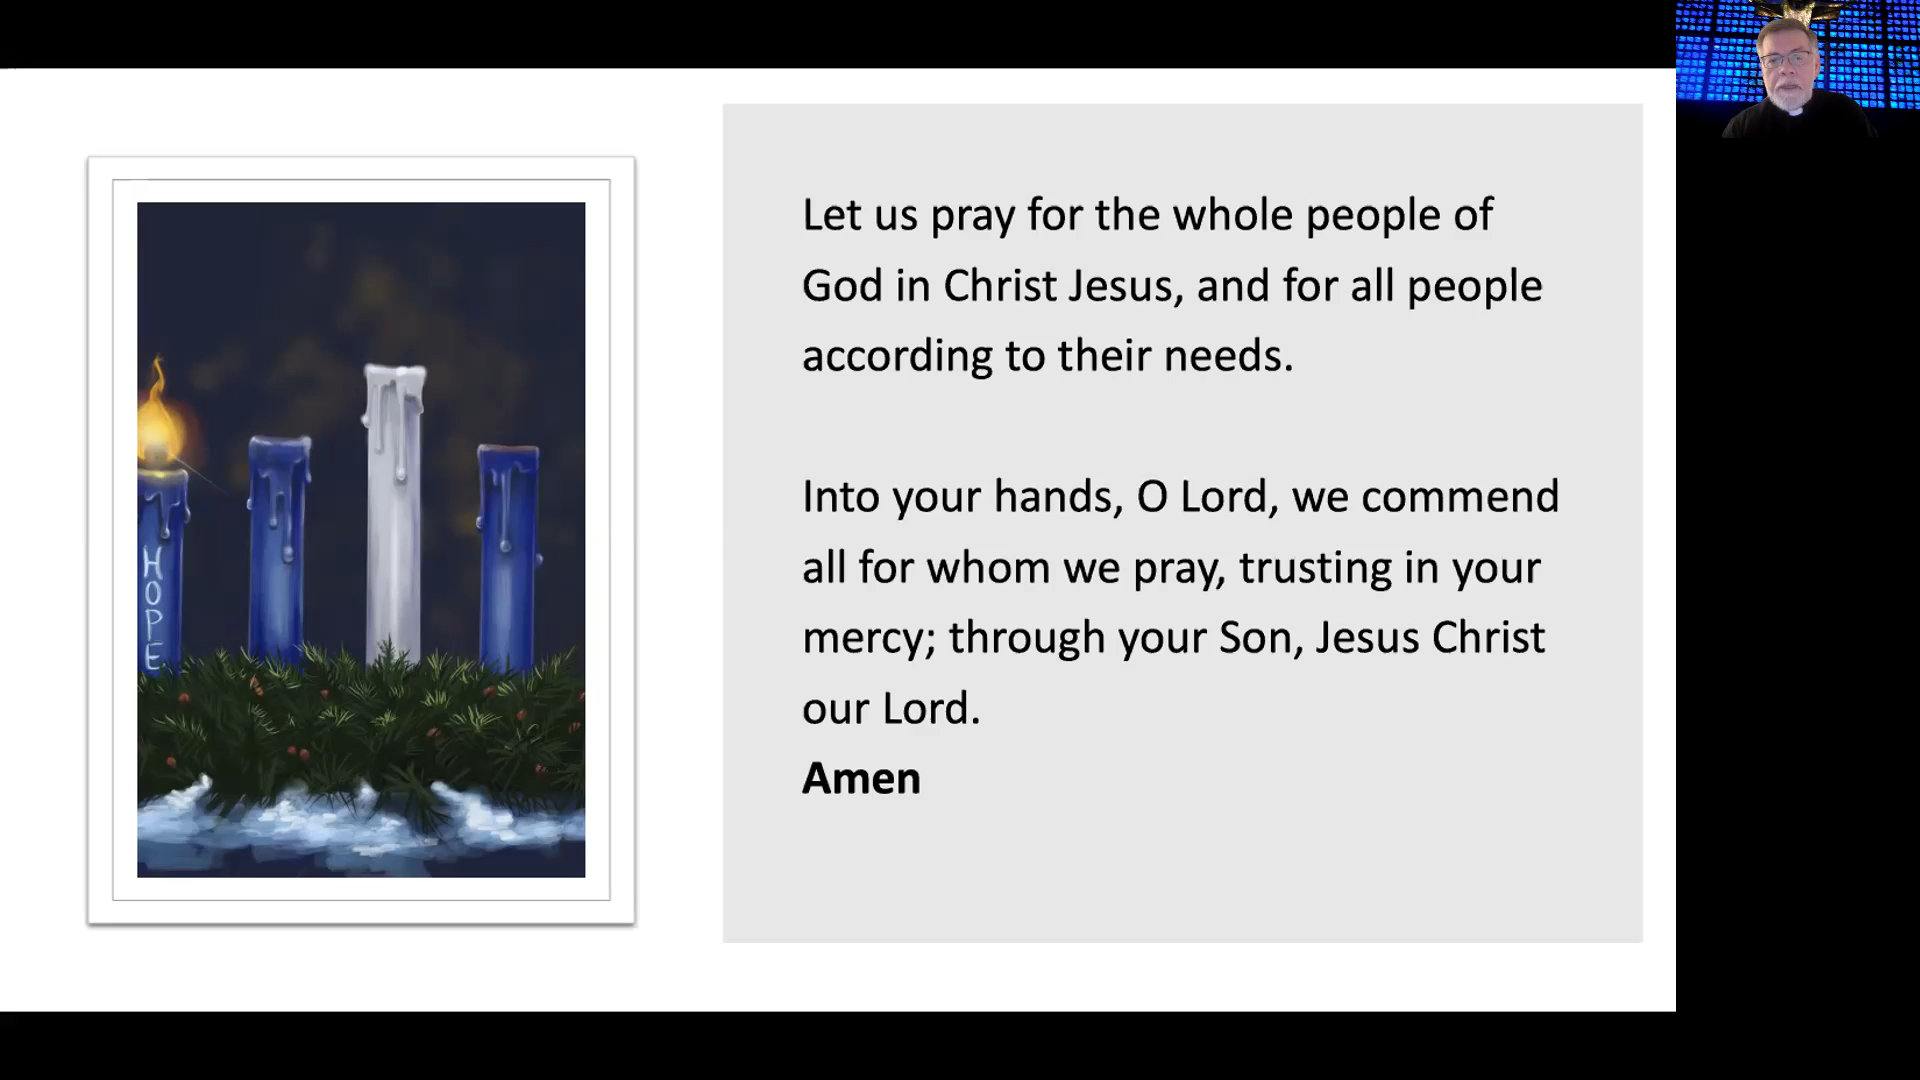 HOPE
Let us pray for the whole people of
God in Christ Jesus, and for all people
according to their needs.
Into your hands, O Lord, we commend
all for whom we pray, trusting in your
mercy; through your Son, Jesus Christ
our Lord.
Amen